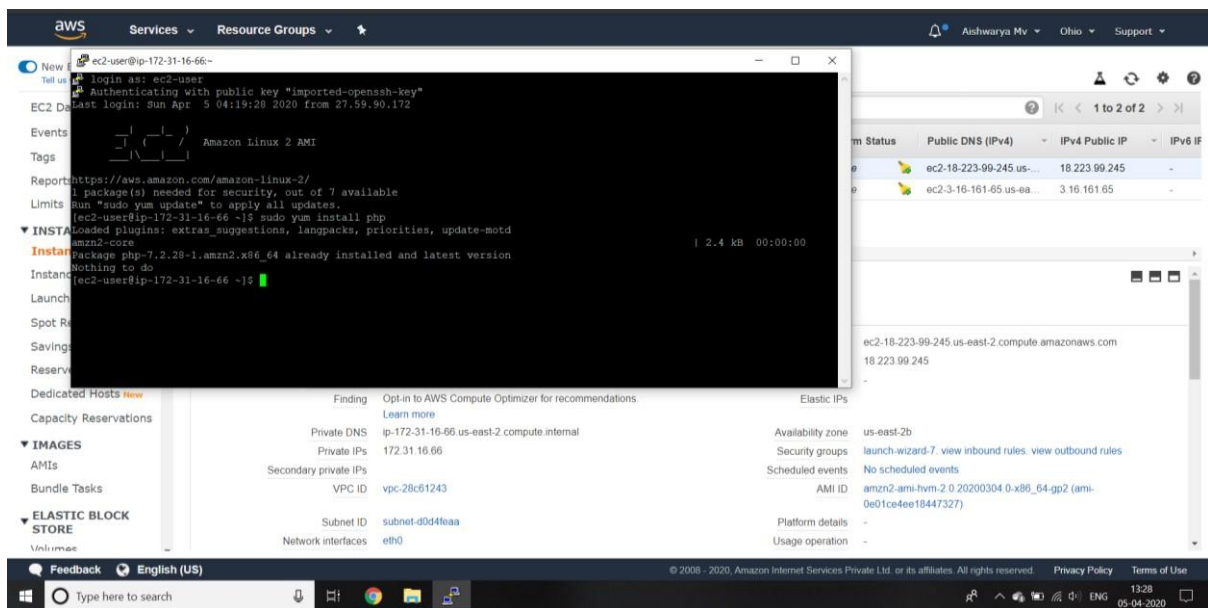 aws Services Resource Groups Aishwarya Mv Ohio Support
ec2-user@ip-172-31-16-66:~
login as: ec2-user
Authenticating with public key "imported-openssh-key"
Last login: Sun Apr 5 04:19:28 2020 from 27.59.90.172
__| __|_ )
_| ( / Amazon Linux 2 AMI
___|\___|___|
https://aws.amazon.com/amazon-linux-2/
1 package(s) needed for security, out of 7 available
Run "sudo yum update" to apply all updates.
[ec2-user@ip-172-31-16-66 ~]$ sudo yum install php
Loaded plugins: extras_suggestions, langpacks, priorities, update-motd
amzn2-core | 2.4 kB 00:00:00
Package php-7.2.28-1.amzn2.x86_64 already installed and latest version
Nothing to do
[ec2-user@ip-172-31-16-66 ~]$
New E
Tell us
EC2 Da
Events
Tags
Reports
Limits
INSTA
Instan
Instanc
Launch
Spot Re
Savings
Reserve
Dedicated Hosts New
Capacity Reservations
IMAGES
AMIs
Bundle Tasks
ELASTIC BLOCK
STORE
Volumes
1 to 2 of 2
m Status Public DNS (IPv4) IPv4 Public IP IPv6 IP
e ec2-18-223-99-245.us-... 18.223.99.245 -
e ec2-3-16-161-65.us-ea... 3.16.161.65 -
ec2-18-223-99-245.us-east-2.compute.amazonaws.com
18.223.99.245
-
Finding Opt-in to AWS Compute Optimizer for recommendations. Elastic IPs
Learn more
Private DNS ip-172-31-16-66.us-east-2.compute.internal Availability zone us-east-2b
Private IPs 172.31.16.66 Security groups launch-wizard-7. view inbound rules. view outbound rules
Secondary private IPs Scheduled events No scheduled events
VPC ID vpc-28c61243 AMI ID amzn2-ami-hvm-2.0.20200304.0-x86_64-gp2 (ami-
0e01ce4ee18447327)
Subnet ID subnet-d0d4feaa Platform details -
Network interfaces eth0 Usage operation -
Feedback English (US) © 2008 - 2020, Amazon Internet Services Private Ltd. or its affiliates. All rights reserved. Privacy Policy Terms of Use
Type here to search ENG 13:28
05-04-2020